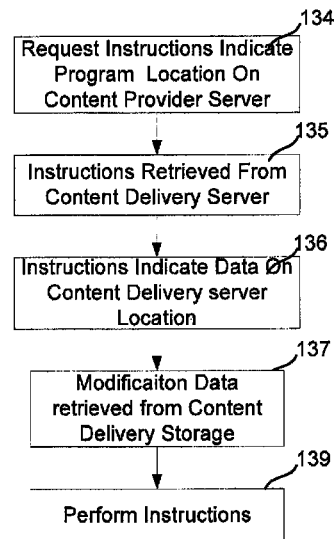 134
Request Instructions Indicate
Program Location On
Content Provider Server
135
Instructions Retrieved From
Content Delivery Server
136
Instructions Indicate Data On
Content Delivery server
Location
137
Modificaiton Data
retrieved from Content
Delivery Storage
139
Perform Instructions